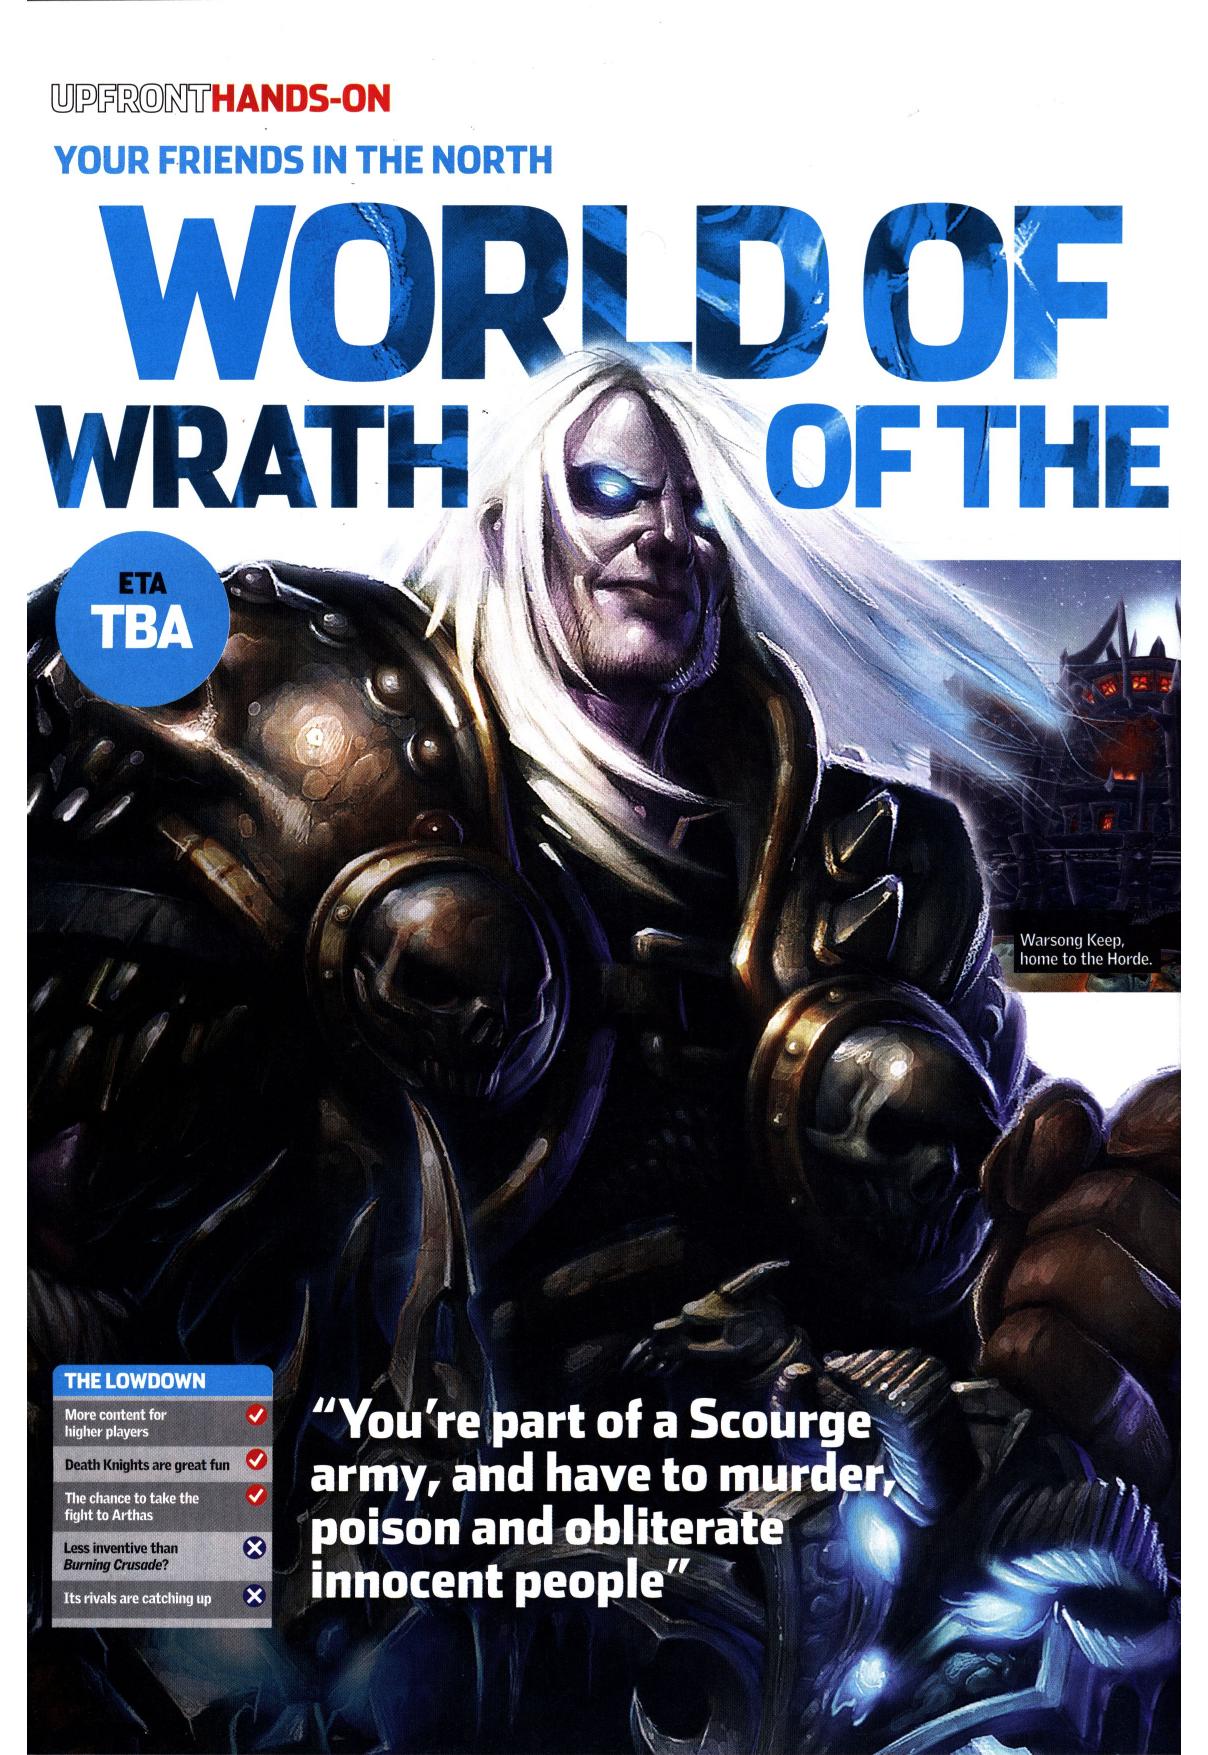 UPFRONTHANDS-ON
YOUR FRIENDS IN THE NORTH
WORLD OF
WRATH OF THE
ETA
TBA
Warsong Keep,
home to the Horde.
THE LOWDOWN
More content for
higher players
Death Knights are great fun
The chance to take the
fight to Arthas
Less inventive than
Burning Crusade?
Its rivals are catching up
“You’re part of a Scourge
army, and have to murder,
poison and obliterate
innocent people”